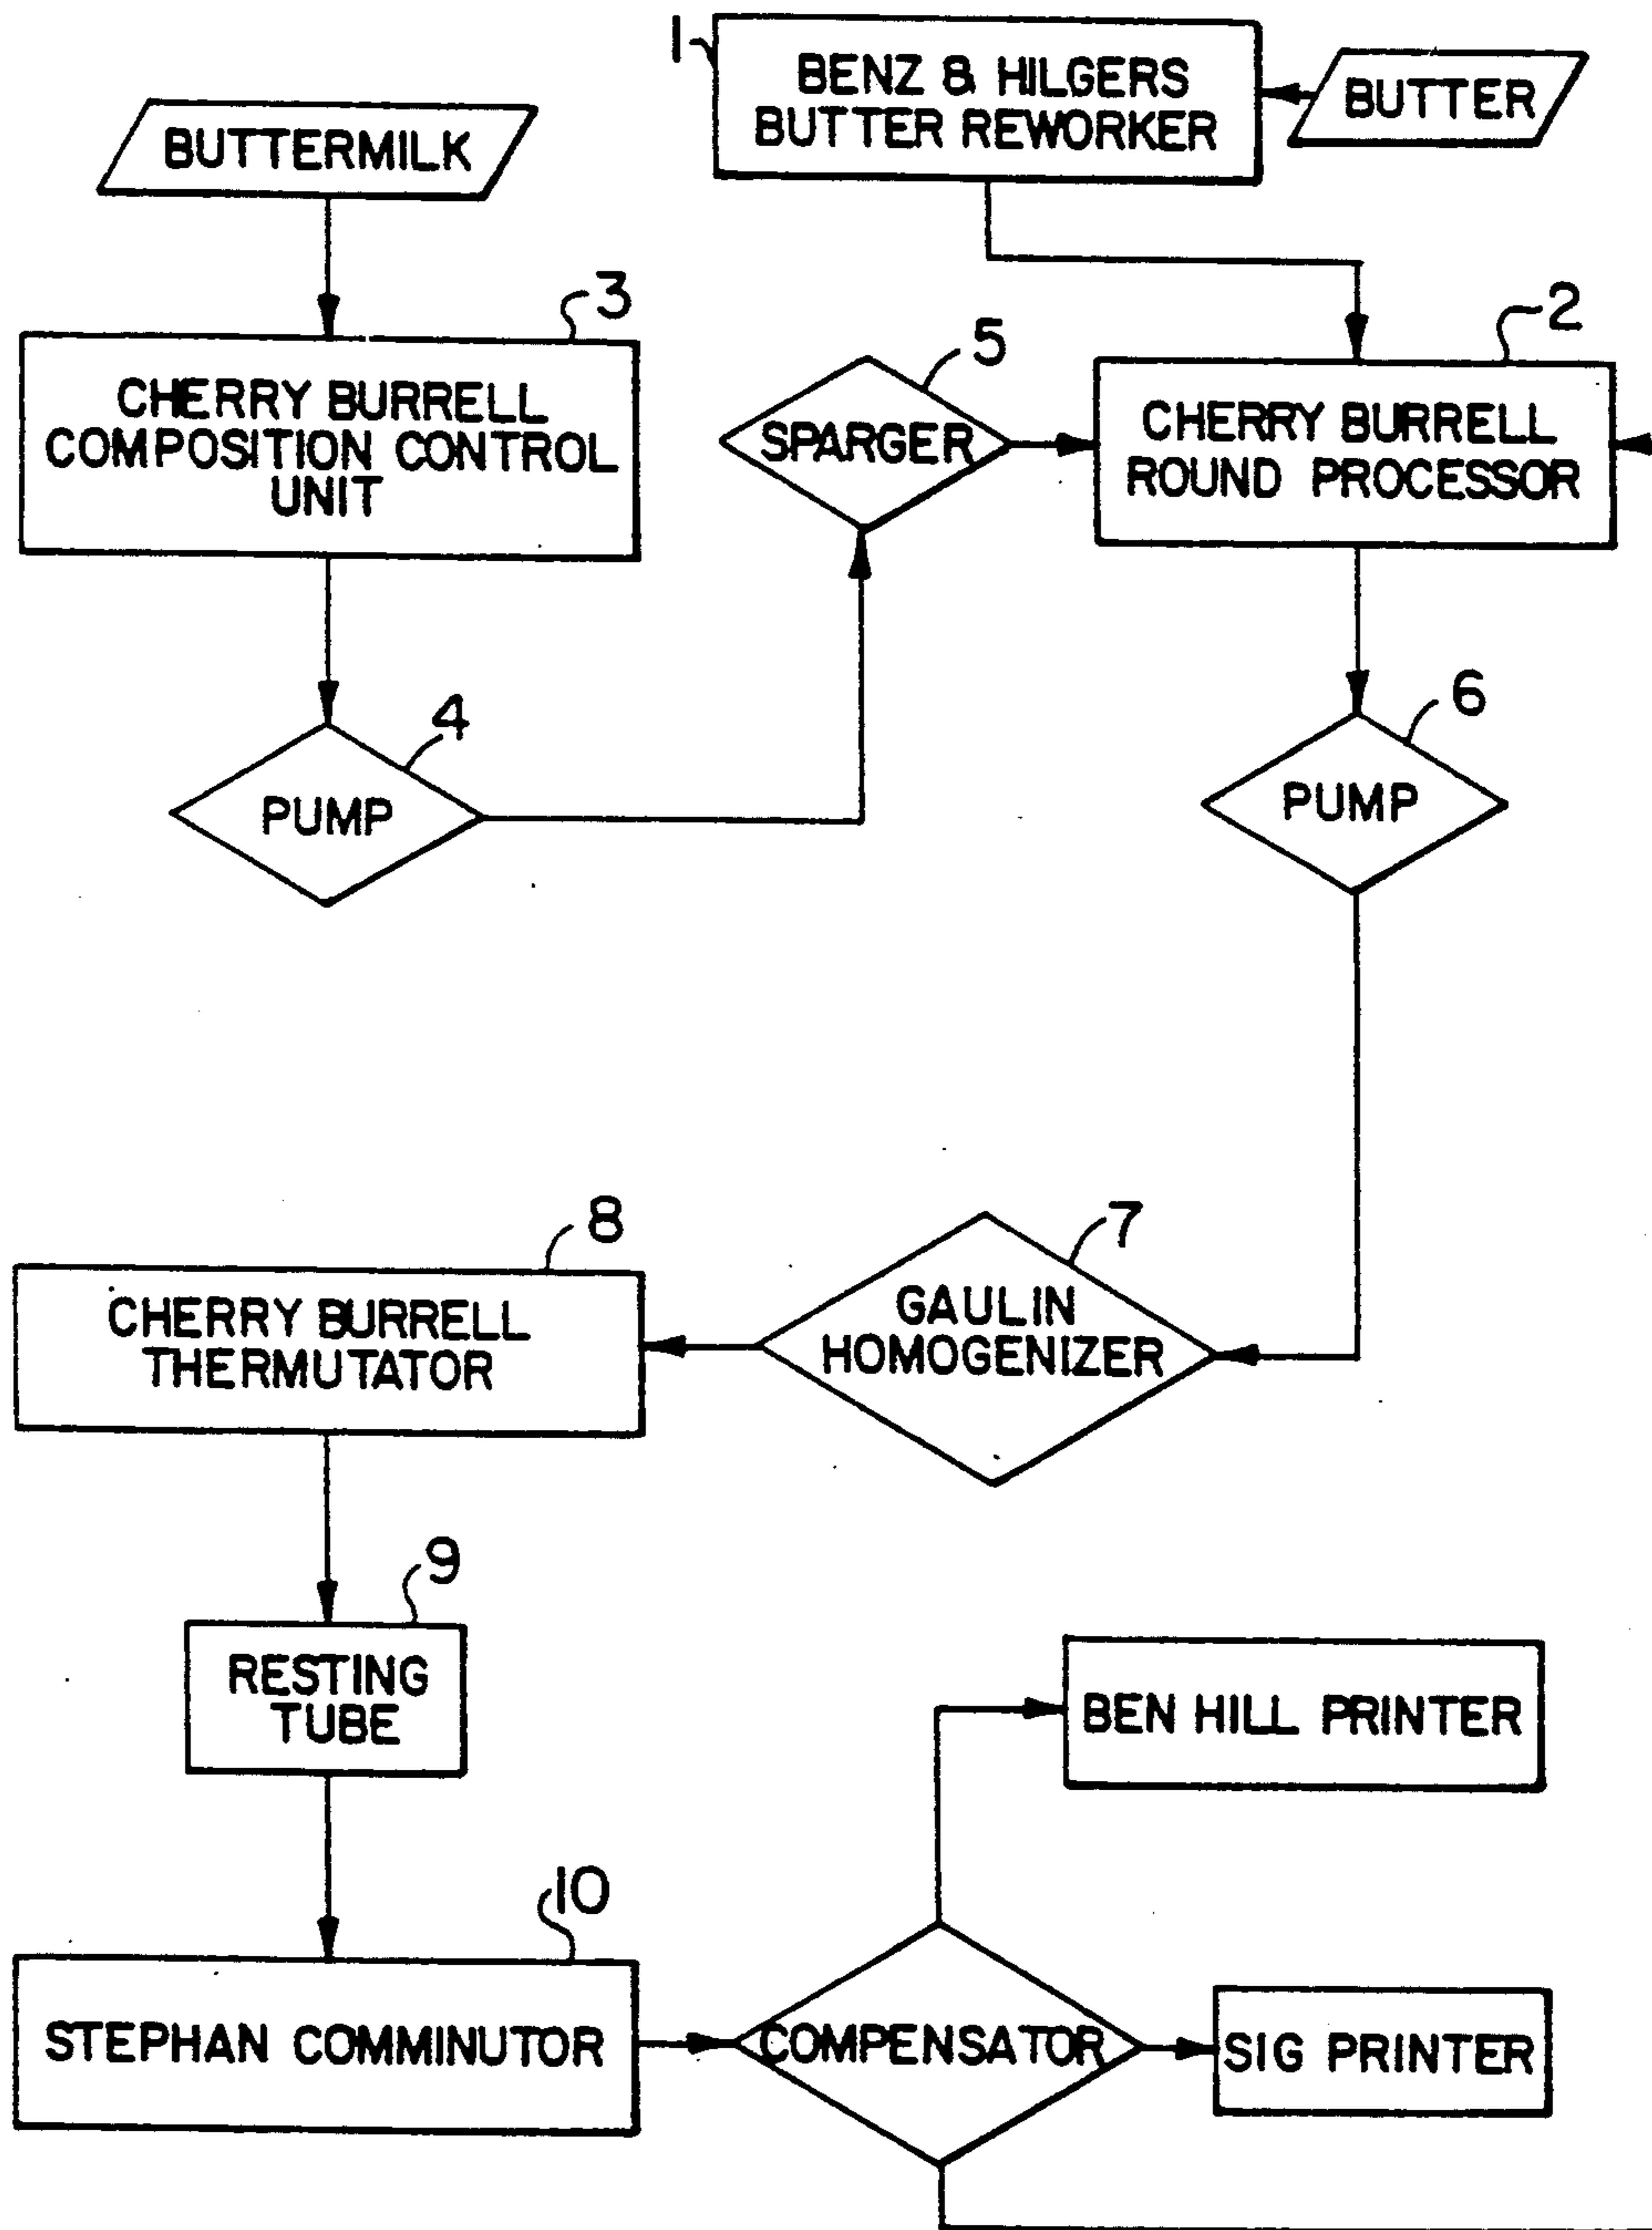 1
BENZ & HILGERS
BUTTER REWORKER
BUTTER
BUTTERMILK
3
CHERRY BURRELL
COMPOSITION CONTROL
UNIT
5
SPARGER
2
CHERRY BURRELL
ROUND PROCESSOR
4
PUMP
6
PUMP
8
CHERRY BURRELL
THERMUTATOR
7
GAULIN
HOMOGENIZER
9
RESTING
TUBE
BEN HILL PRINTER
10
STEPHAN COMMINUTOR
COMPENSATOR
SIG PRINTER